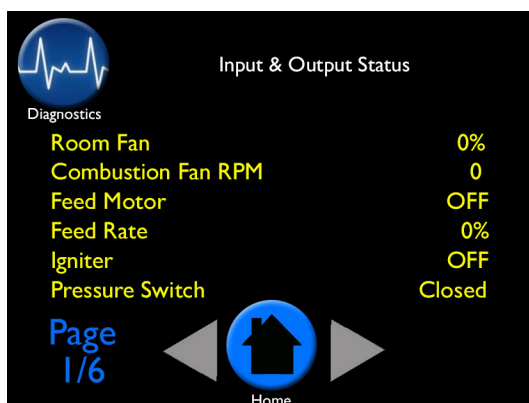 Input & Output Status
Diagnostics
Room Fan 0%
Combustion Fan RPM 0
Feed Motor OFF
Feed Rate 0%
Igniter OFF
Pressure Switch Closed
Page
1/6
Home